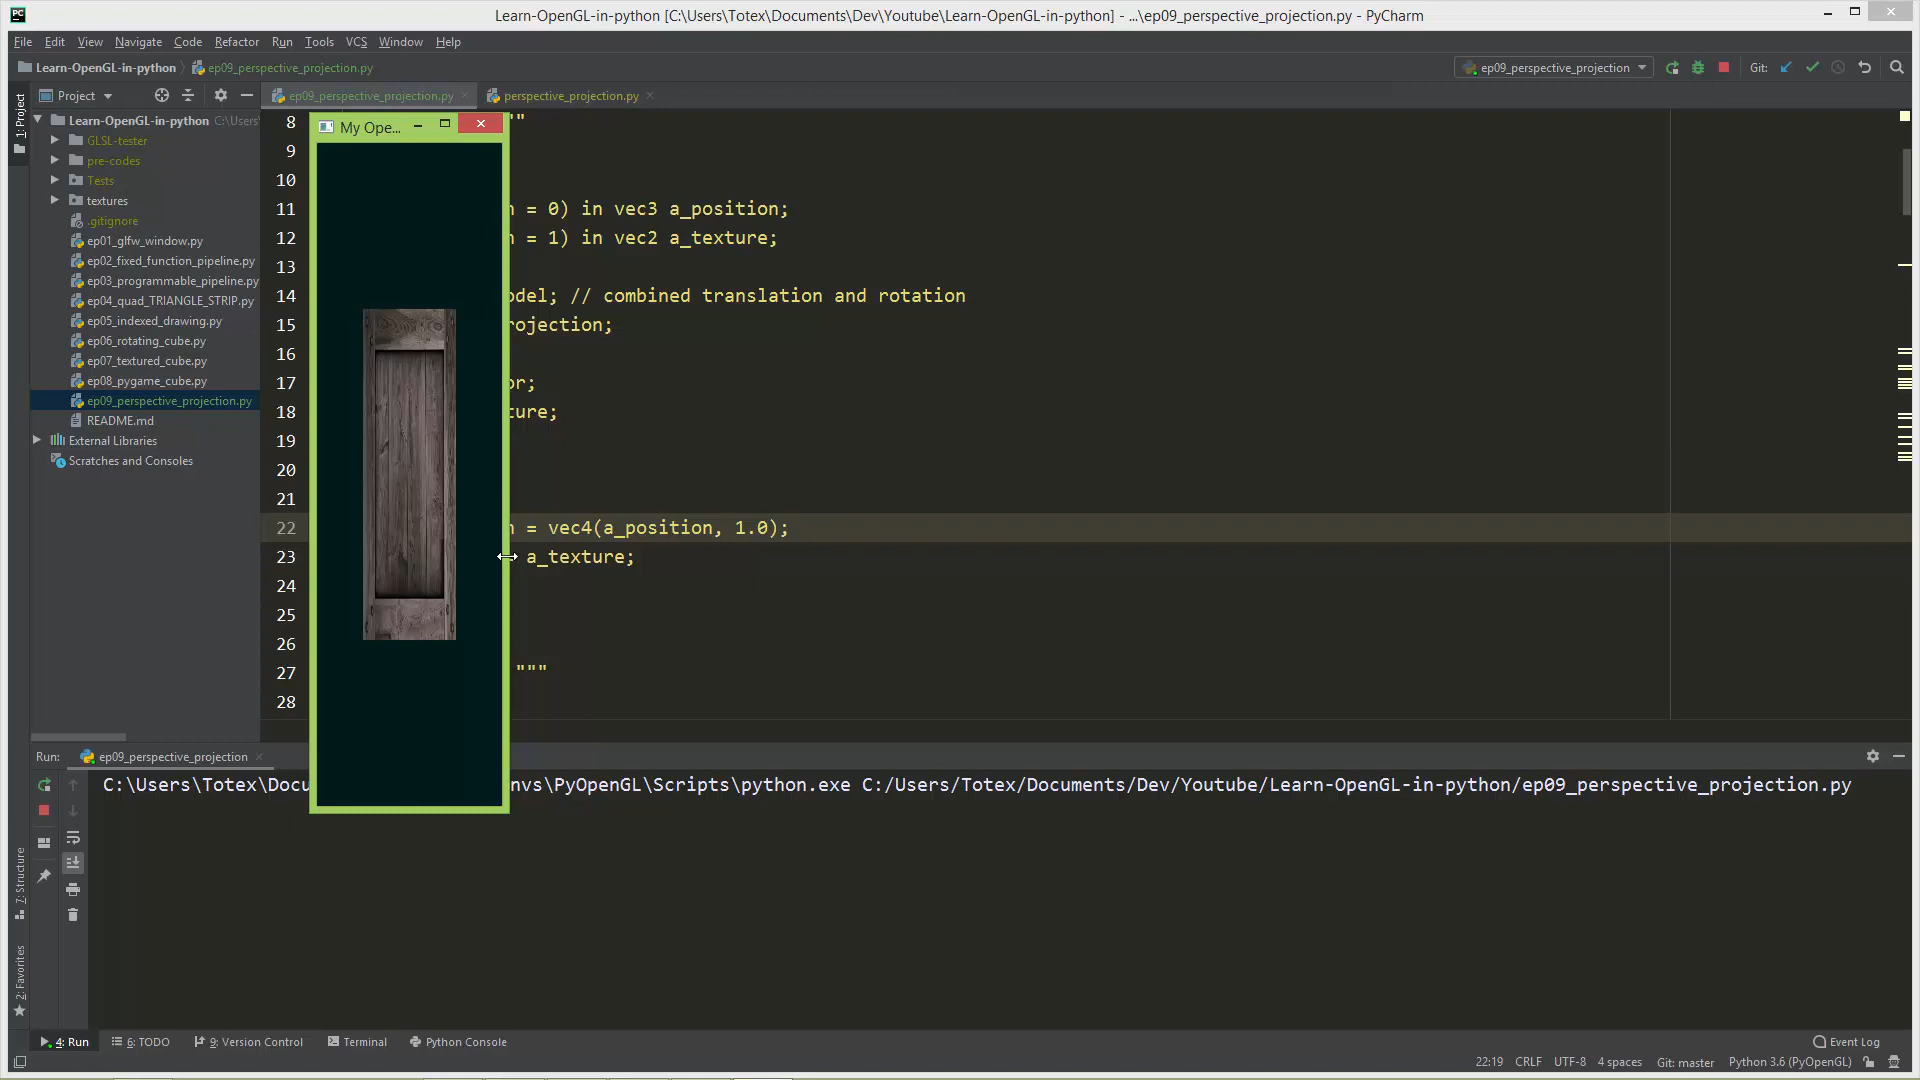 Learn-OpenGL-in-python [C:\Users\Totex\Documents\Dev\Youtube\Learn-OpenGL-in-python] - ...\ep09_perspective_projection.py - PyCharm
File Edit View Navigate Code Refactor Run Tools VCS Window Help
Learn-OpenGL-in-python ep09_perspective_projection.py ep09_perspective_projection Git:
1: Project
Project ep09_perspective_projection.py perspective_projection.py
Learn-OpenGL-in-python C:\Users
GLSL-tester
pre-codes
Tests
textures
.gitignore
ep01_glfw_window.py
ep02_fixed_function_pipeline.py
ep03_programmable_pipeline.py
ep04_quad_TRIANGLE_STRIP.py
ep05_indexed_drawing.py
ep06_rotating_cube.py
ep07_textured_cube.py
ep08_pygame_cube.py
ep09_perspective_projection.py
README.md
External Libraries
Scratches and Consoles
My Ope...
8 """
9
10
11 n = 0) in vec3 a_position;
12 n = 1) in vec2 a_texture;
13
14 odel; // combined translation and rotation
15 rojection;
16
17 or;
18 ture;
19
20
21
22 n = vec4(a_position, 1.0);
23 a_texture;
24
25
26
27 """
28
Run: ep09_perspective_projection
C:\Users\Totex\Docu nvs\PyOpenGL\Scripts\python.exe C:/Users/Totex/Documents/Dev/Youtube/Learn-OpenGL-in-python/ep09_perspective_projection.py
7: Structure
2: Favorites
4: Run 6: TODO 9: Version Control Terminal Python Console Event Log
22:19 CRLF UTF-8 4 spaces Git: master Python 3.6 (PyOpenGL)